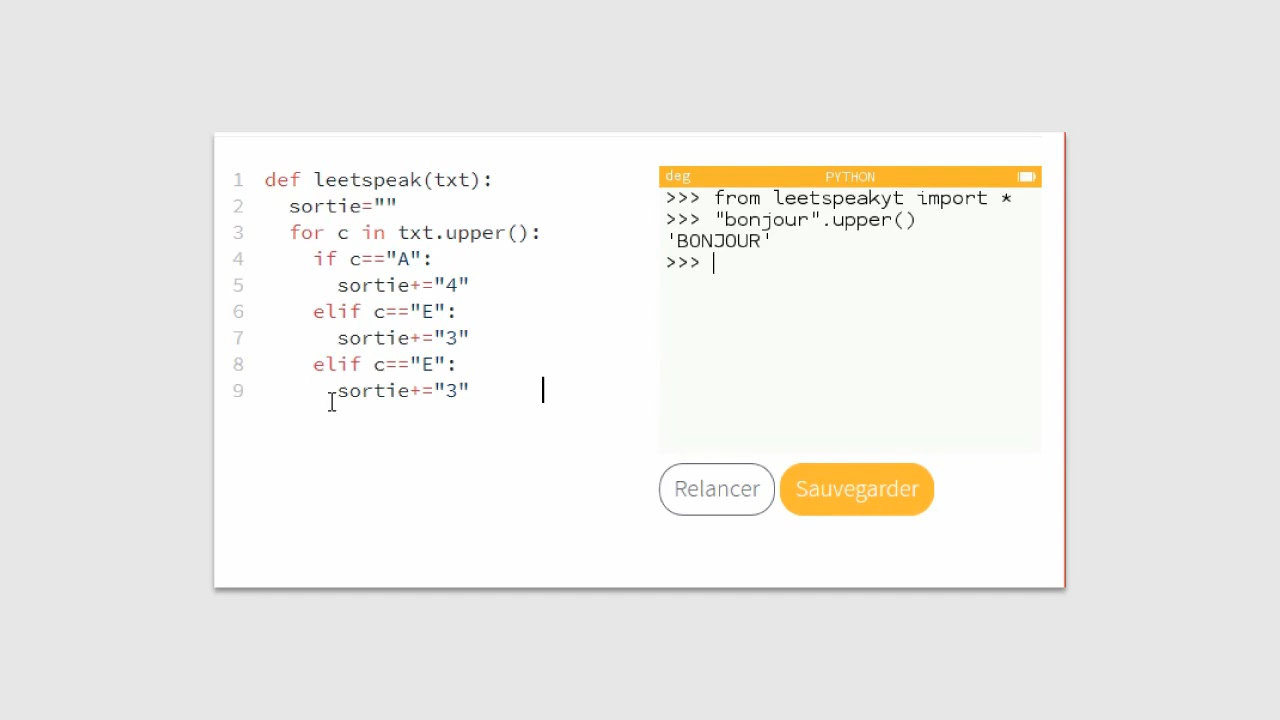 1 def leetspeak(txt):
2 sortie=""
3 for c in txt.upper():
4 if c=="A":
5 sortie+="4"
6 elif c=="E":
7 sortie+="3"
8 elif c=="E":
9 sortie+="3"
deg PYTHON
>>> from leetspeakyt import *
>>> "bonjour".upper()
'BONJOUR'
>>>
Relancer Sauvegarder